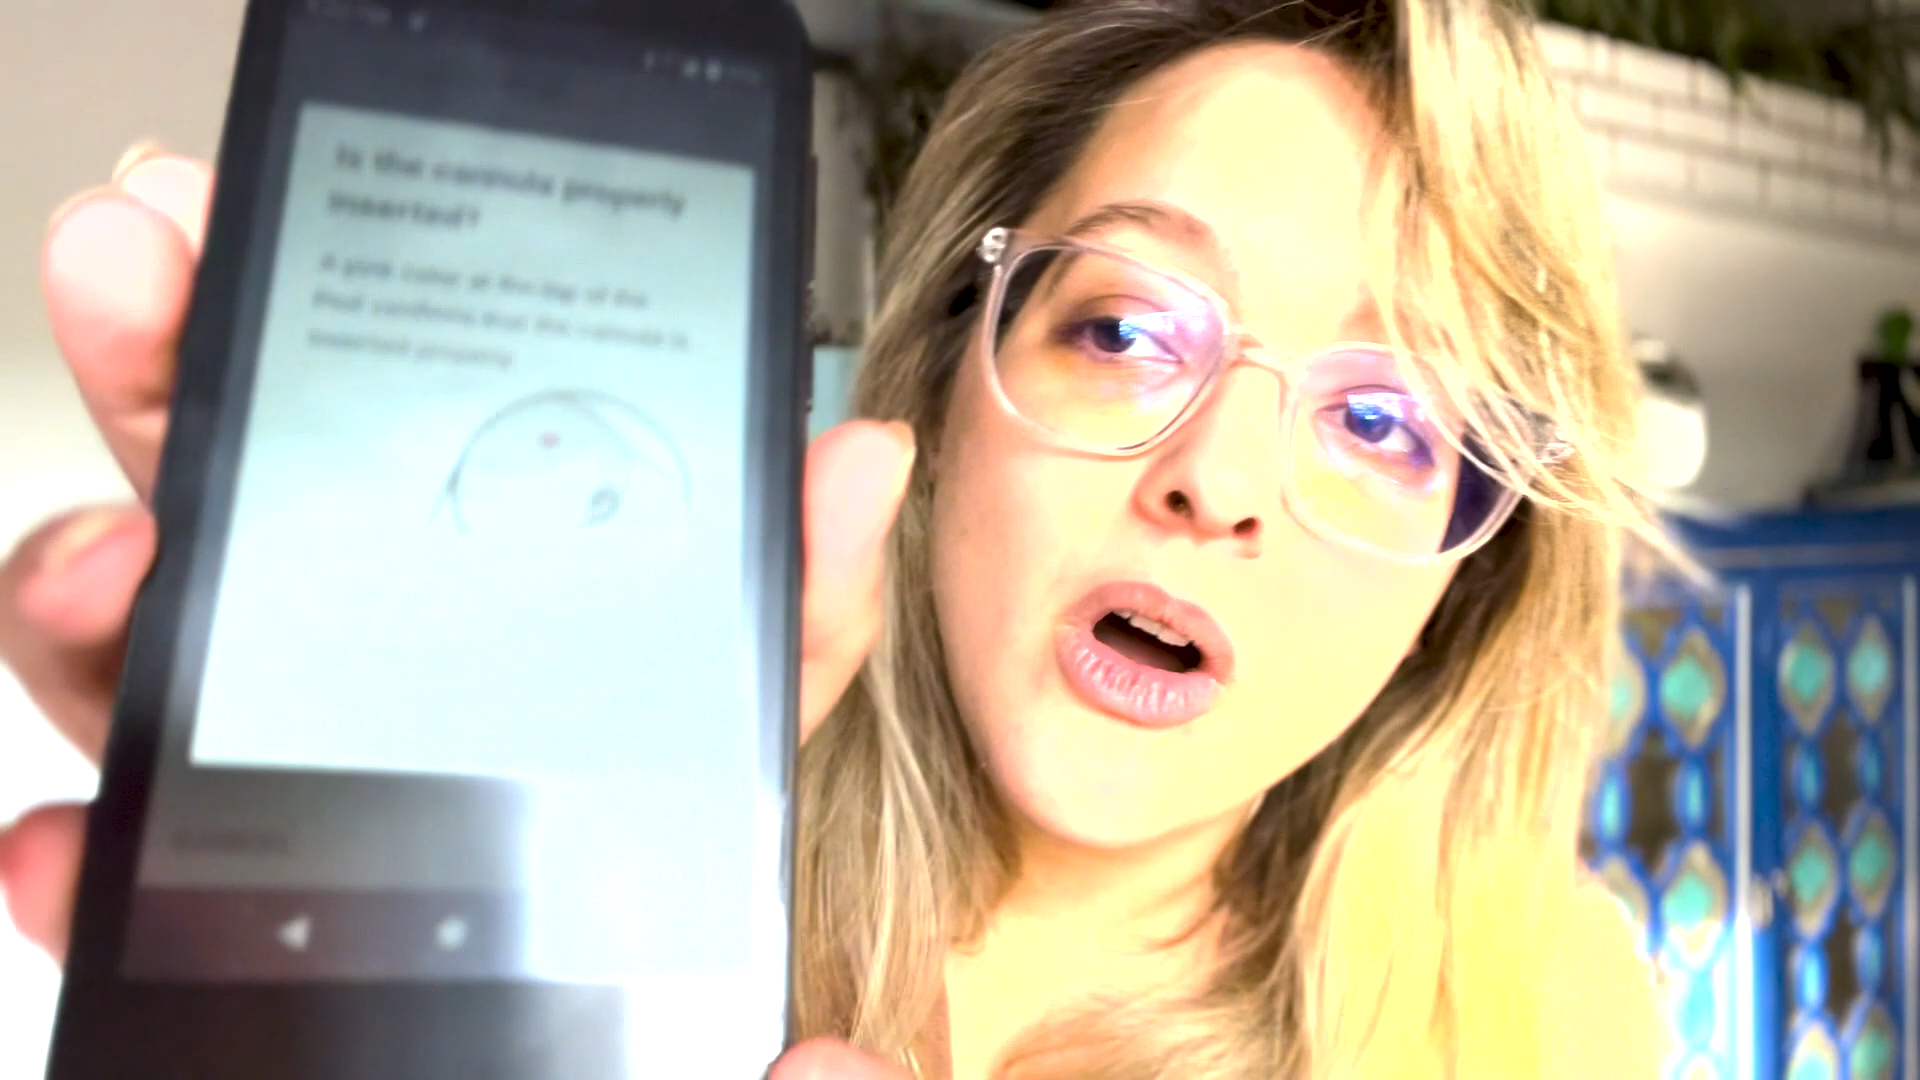 Is the cannula properly
inserted?
A pink color at the top of the
Pod confirms that the cannula is
inserted properly.